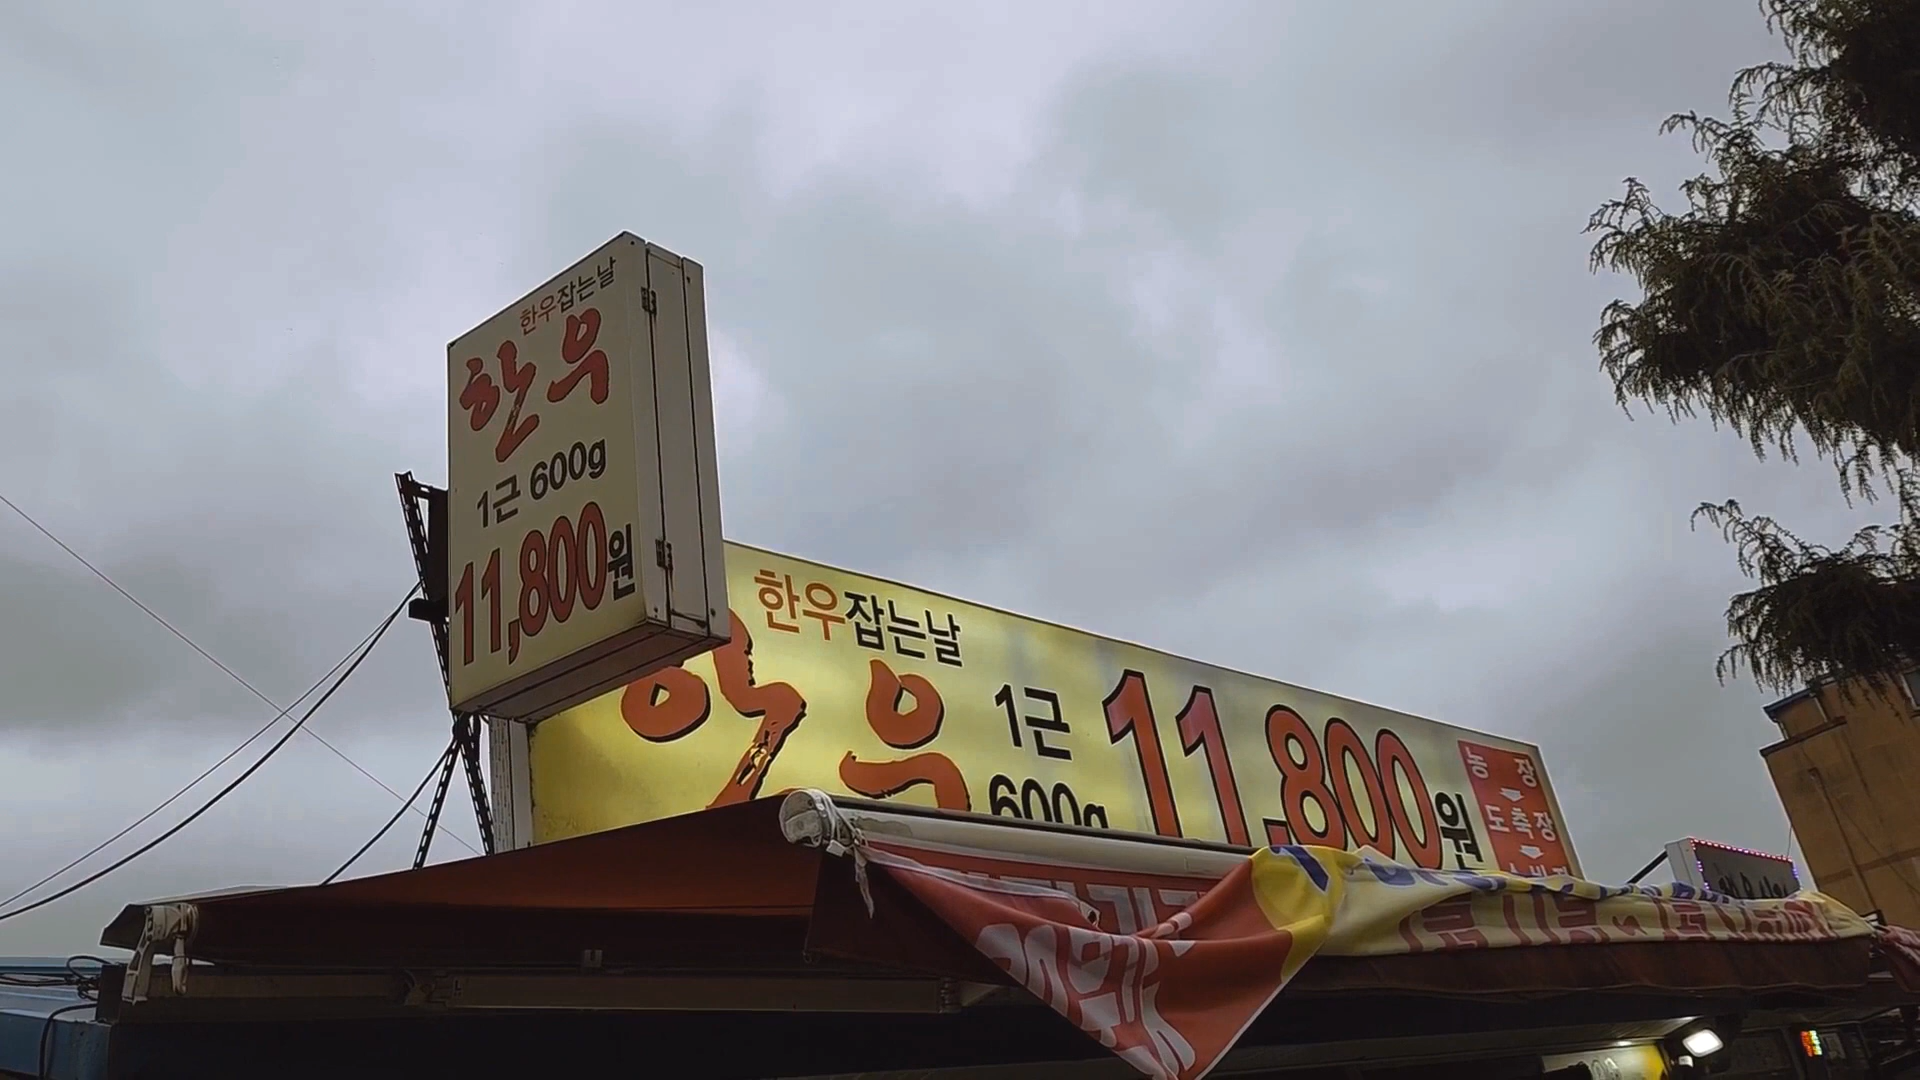 한우잡는날
한우
1근 600g
11,800원
한우잡는날
한우
1근
600g
11,800원
농장
도축장